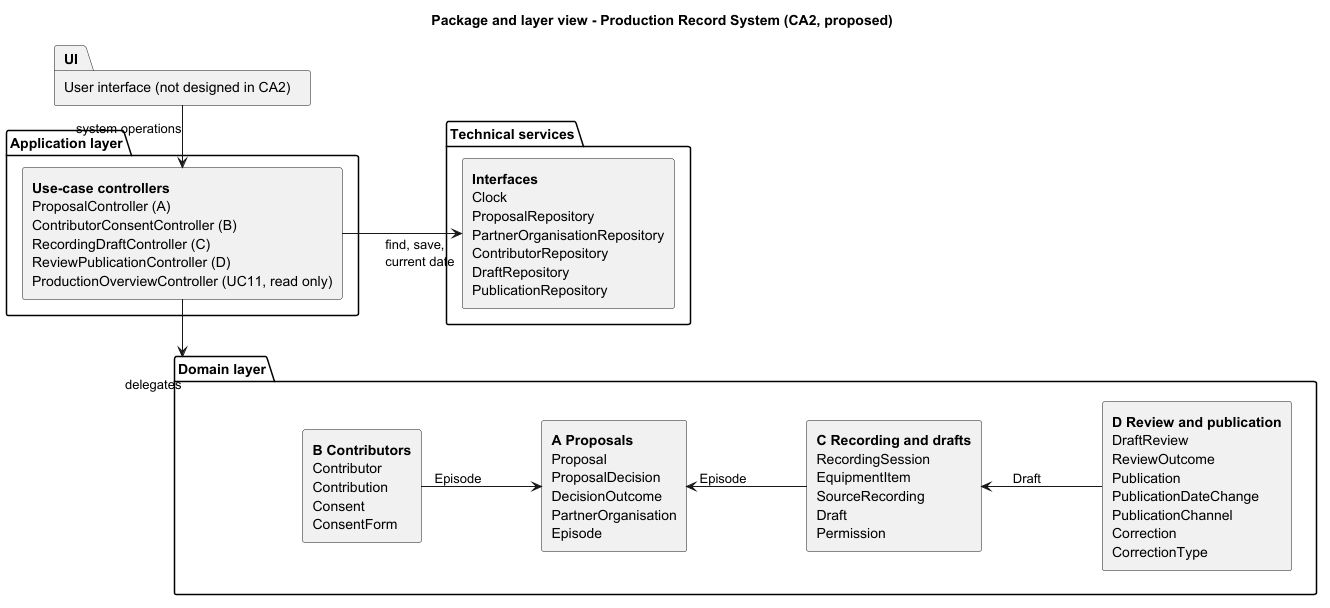 Package and layer view - Production Record System (CA2, proposed)
UI
User interface (not designed in CA2)
system operations
Application layer
Use-case controllers
ProposalController (A)
ContributorConsentController (B)
RecordingDraftController (C)
ReviewPublicationController (D)
ProductionOverviewController (UC11, read only)
find, save,
current date
Technical services
Interfaces
Clock
ProposalRepository
PartnerOrganisationRepository
ContributorRepository
DraftRepository
PublicationRepository
delegates
Domain layer
B Contributors
Contributor
Contribution
Consent
ConsentForm
Episode
A Proposals
Proposal
ProposalDecision
DecisionOutcome
PartnerOrganisation
Episode
Episode
C Recording and drafts
RecordingSession
EquipmentItem
SourceRecording
Draft
Permission
Draft
D Review and publication
DraftReview
ReviewOutcome
Publication
PublicationDateChange
PublicationChannel
Correction
CorrectionType